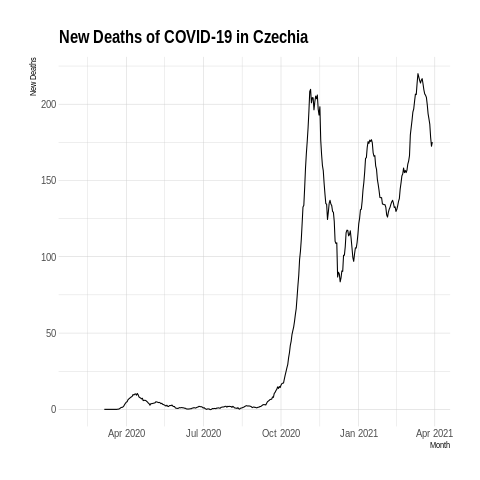 New Deaths of COVID-19 in Czechia
New Deaths
200
150
100
50
0
Apr 2020 Jul 2020 Oct 2020 Jan 2021 Apr 2021
Month